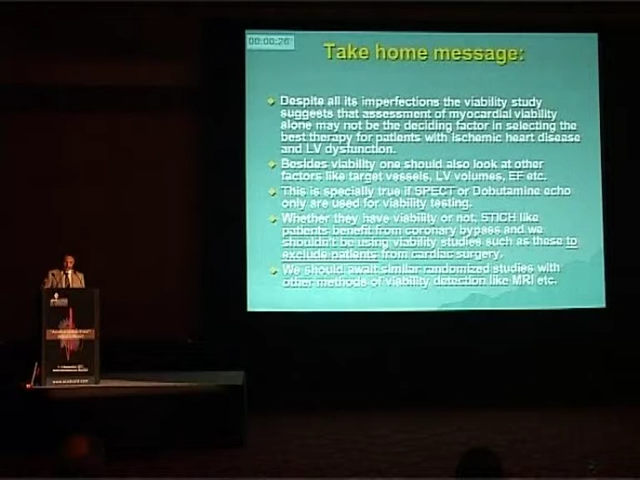 00:00:26
Take home message:
Despite all its imperfections the viability study
suggests that assessment of myocardial viability
alone may not be the deciding factor in selecting the
best therapy for patients with ischemic heart disease
and LV dysfunction.
Besides viability one should also look at other
factors like target vessels, LV volumes, EF etc.
This is specially true if SPECT or Dobutamine echo
only are used for viability testing.
Whether they have viability or not, STICH like
patients benefit from coronary bypass and we
shouldn't be using viability studies such as these to
exclude patients from cardiac surgery.
We should await similar randomized studies with
other methods of viability detection like MRI etc.